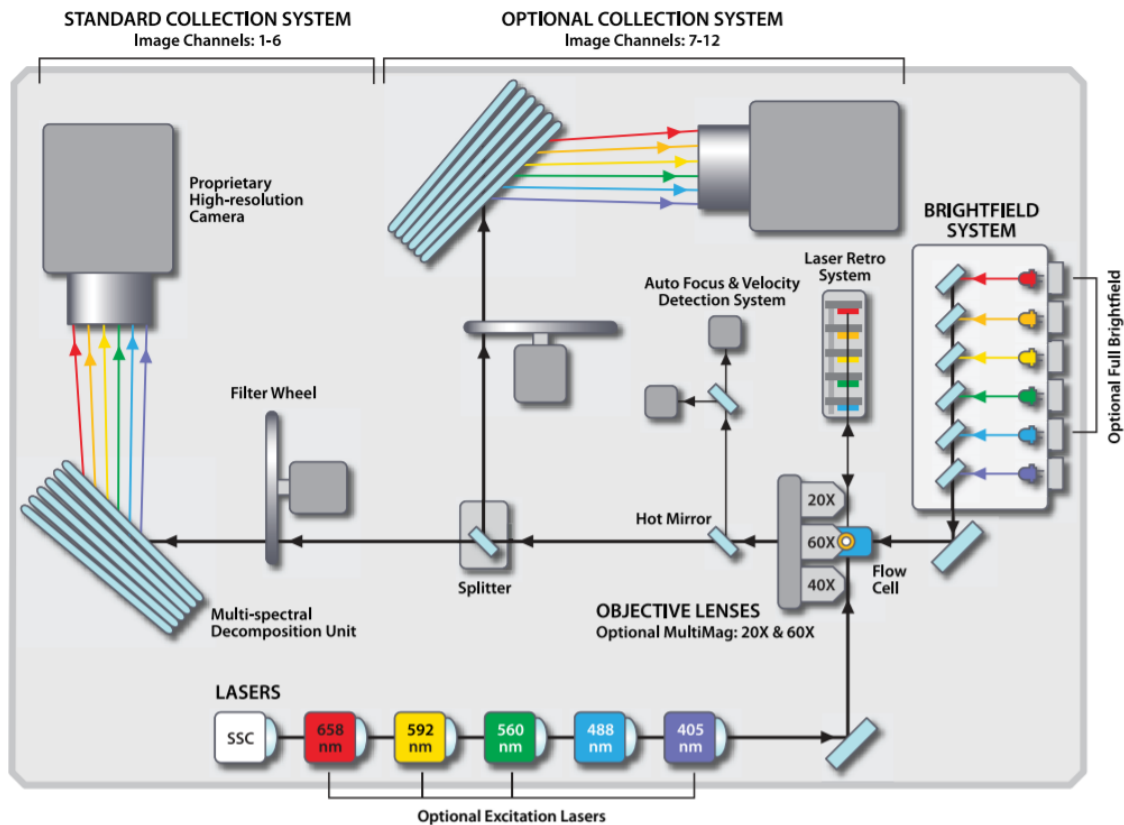 STANDARD COLLECTION SYSTEM
Image Channels: 1-6
OPTIONAL COLLECTION SYSTEM
Image Channels: 7-12
Proprietary
High-resolution
Camera
BRIGHTFIELD
SYSTEM
Laser Retro
System
Auto Focus & Velocity
Detection System
Optional Full Brightfield
Filter Wheel
20X
Hot Mirror
60X
Splitter
Flow
Cell
40X
Multi-spectral
Decomposition Unit
OBJECTIVE LENSES
Optional MultiMag: 20X & 60X
LASERS
SSC
658
nm
592
nm
560
nm
488
nm
405
nm
Optional Excitation Lasers